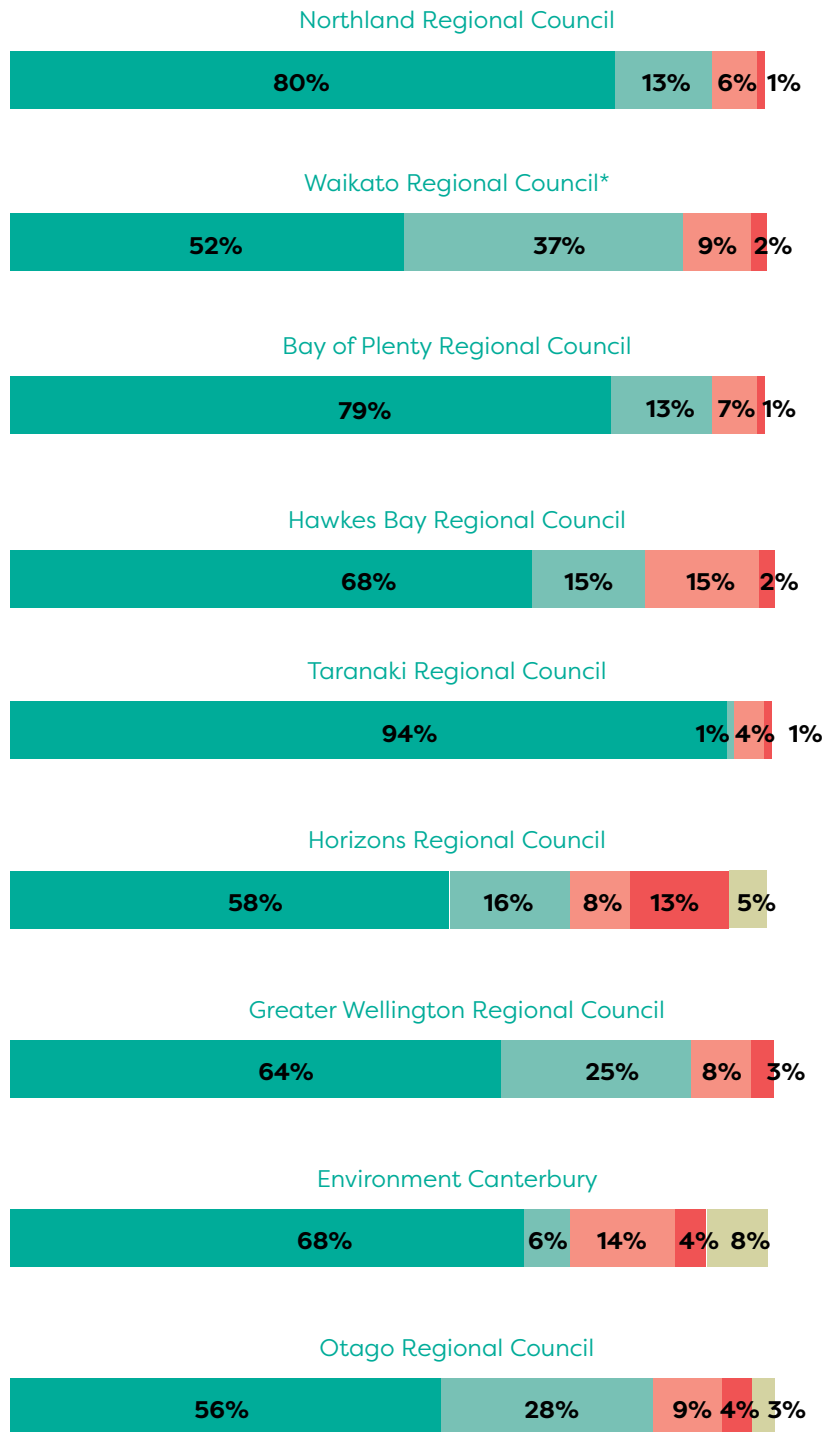 Northland Regional Council
80% 13% 6% 1%
Waikato Regional Council*
52% 37% 9% 2%
Bay of Plenty Regional Council
79% 13% 7% 1%
Hawkes Bay Regional Council
68% 15% 15% 2%
Taranaki Regional Council
94% 1% 4% 1%
Horizons Regional Council
58% 16% 8% 13% 5%
Greater Wellington Regional Council
64% 25% 8% 3%
Environment Canterbury
68% 6% 14% 4% 8%
Otago Regional Council
56% 28% 9% 4% 3%